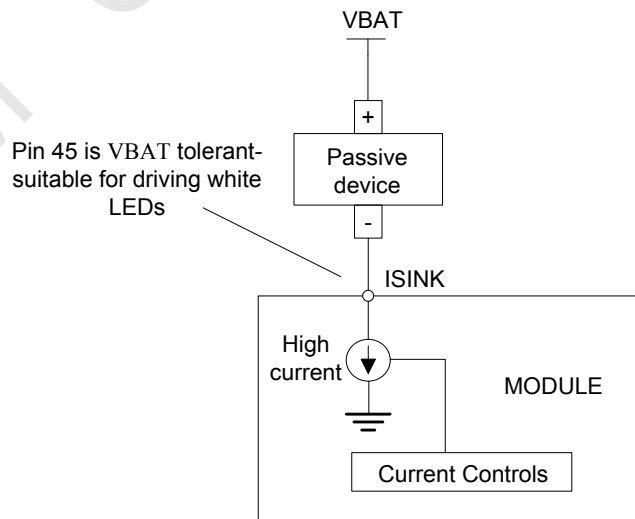 VBAT
+
Passive
device
-
Pin 45 is VBAT tolerant-
suitable for driving white
LEDs
ISINK
High
current
MODULE
Current Controls